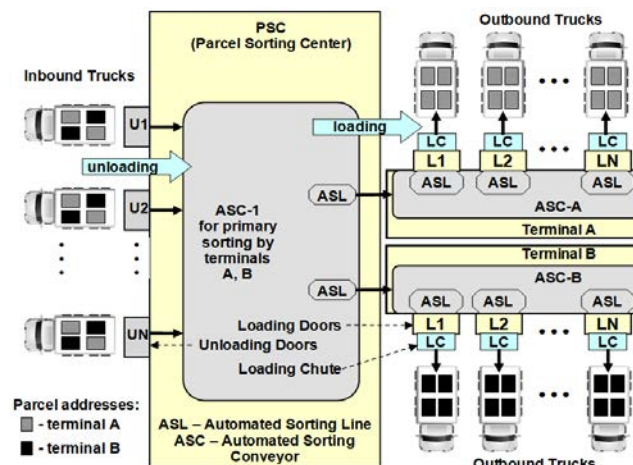 PSC
(Parcel Sorting Center)
Outbound Trucks
Inbound Trucks
U1
U2
UN
unloading
loading
ASC-1
for primary
sorting by
terminals
A, B
ASL
ASL
LC
LC
LC
L1
L2
LN
ASL
ASL
ASL
ASC-A
Terminal A
Terminal B
ASC-B
ASL
ASL
ASL
L1
L2
LN
LC
LC
LC
Loading Doors
Unloading Doors
Loading Chute
Parcel addresses:
- terminal A
- terminal B
ASL – Automated Sorting Line
ASC – Automated Sorting
Conveyor
Outbound Trucks